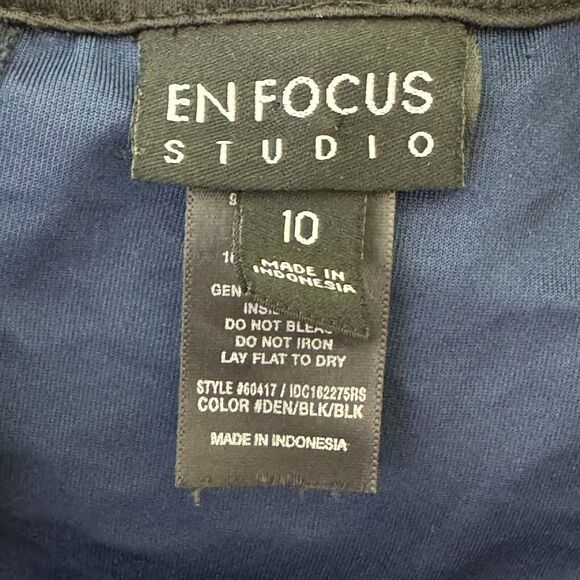 EN FOCUS
STUDIO
10
MADE IN
INDONESIA
DO NOT
DO NOT IRON
LAY FLAT TO DRY
STYLE #60417 / IDC162275RS
COLOR #DEN/BLK/BLK
MADE IN INDONESIA